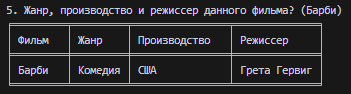 5. Жанр, производство и режиссер данного фильма? (Барби)
Фильм Жанр Производство Режиссер
Барби Комедия США Грета Гервиг